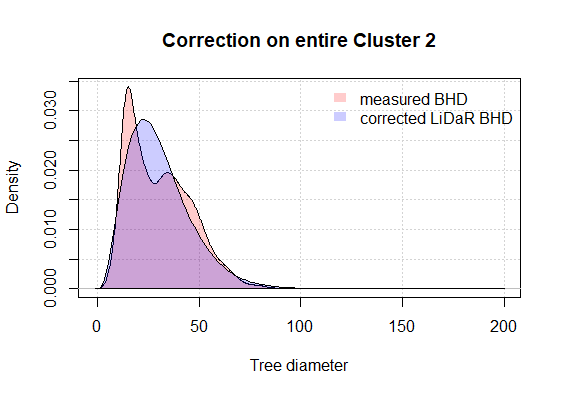 Correction on entire Cluster 2
measured BHD
corrected LiDaR BHD
Density
0.030
0.020
0.010
0.000
0 50 100 150 200
Tree diameter